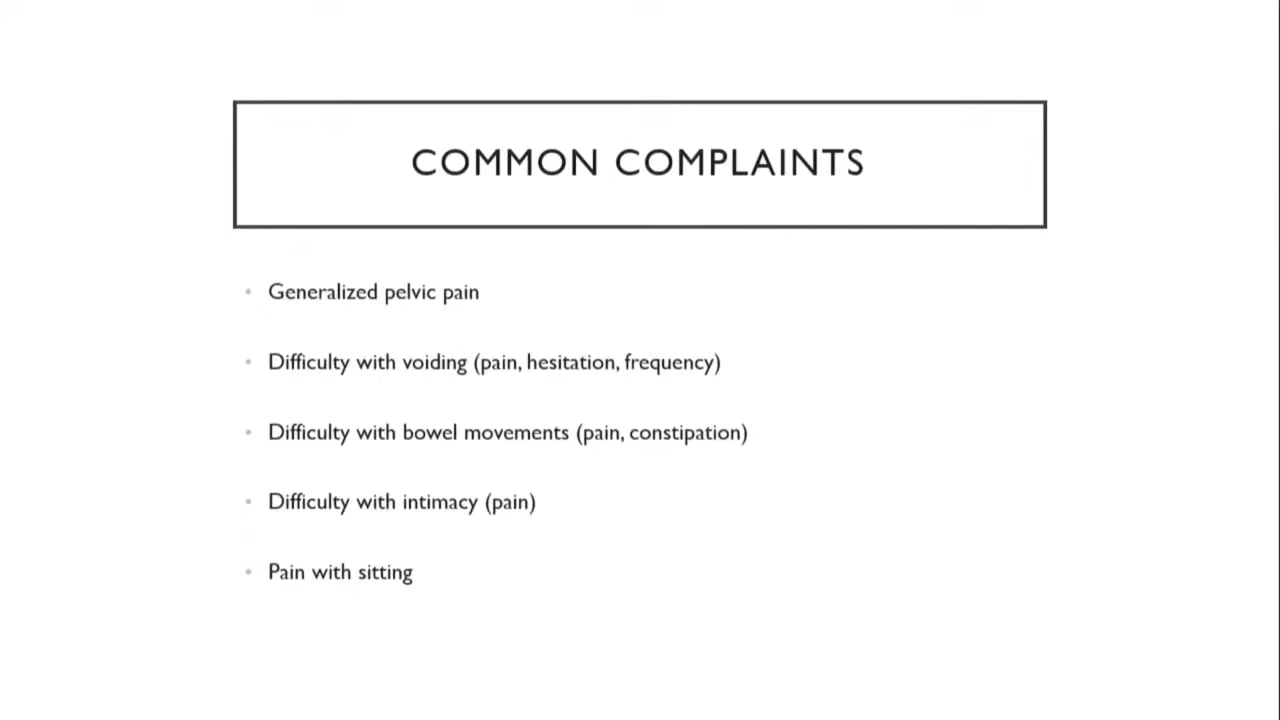 COMMON COMPLAINTS
• Generalized pelvic pain
• Difficulty with voiding (pain, hesitation, frequency)
• Difficulty with bowel movements (pain, constipation)
• Difficulty with intimacy (pain)
• Pain with sitting